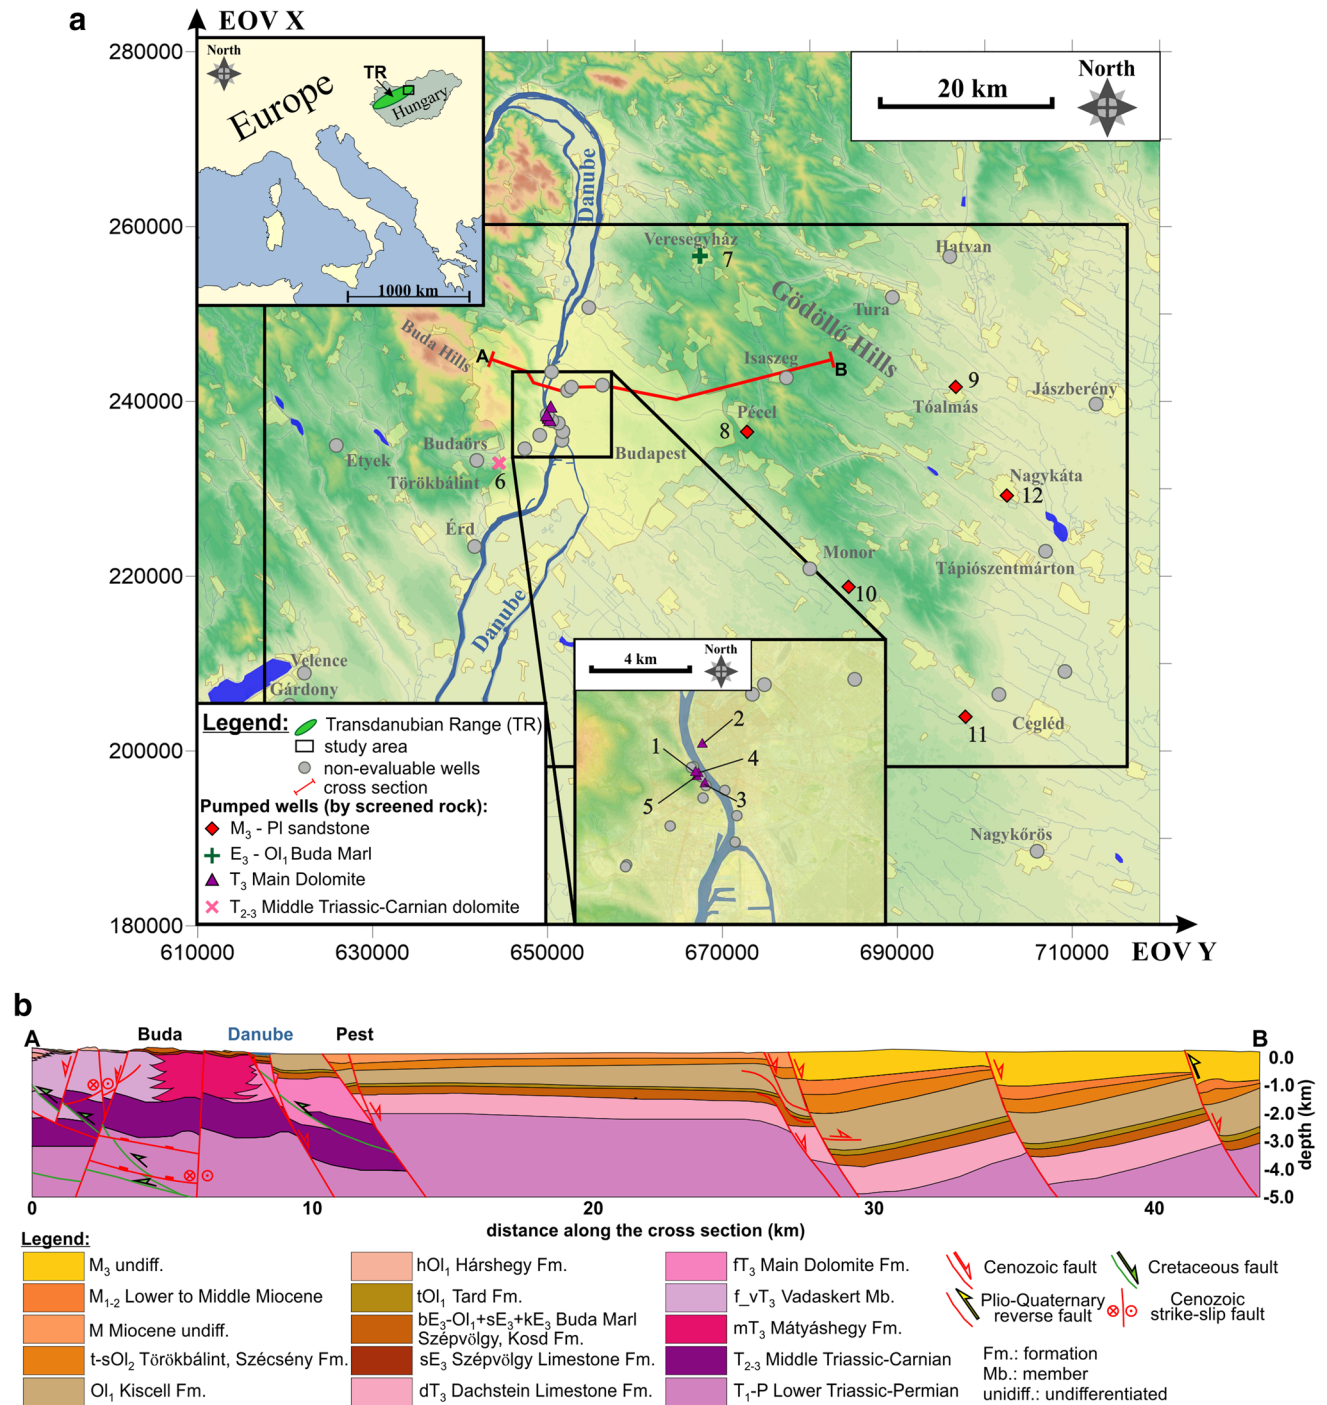 a
EOV X
280000
260000
240000
220000
200000
180000
610000
630000
650000
670000
690000
710000
EOV Y
North
TR
Europe
Hungary
1000 km
20 km
North
Danube
Veresegyház
7
Hatvan
Gödöllő Hills
Tura
Buda Hills
A
Isaszeg
B
9
Tóalmás
Jászberény
Pécel
8
Budaörs
Etyek
Törökbálint
6
Budapest
Nagykáta
12
Érd
Monor
Tápiószentmárton
10
Danube
Velence
Gárdony
4 km
North
2
1
4
5
3
11
Cegléd
Nagykőrös
Legend:
Transdanubian Range (TR)
study area
non-evaluable wells
cross section
Pumped wells (by screened rock):
M3 - Pl sandstone
E3 - Ol1 Buda Marl
T3 Main Dolomite
T2-3 Middle Triassic-Carnian dolomite
b
A
Buda
Danube
Pest
B
0.0
-1.0
-2.0
-3.0
-4.0
-5.0
depth (km)
0
10
20
30
40
distance along the cross section (km)
Legend:
M3 undiff.
M1-2 Lower to Middle Miocene
M Miocene undiff.
t-sOl2 Törökbálint, Szécsény Fm.
Ol1 Kiscell Fm.
hOl1 Hárshegy Fm.
tOl1 Tard Fm.
bE3-Ol1+sE3+kE3 Buda Marl
Szépvölgy, Kosd Fm.
sE3 Szépvölgy Limestone Fm.
dT3 Dachstein Limestone Fm.
fT3 Main Dolomite Fm.
f_vT3 Vadaskert Mb.
mT3 Mátyáshegy Fm.
T2-3 Middle Triassic-Carnian
T1-P Lower Triassic-Permian
Cenozoic fault
Cretaceous fault
Plio-Quaternary
reverse fault
Cenozoic
strike-slip fault
Fm.: formation
Mb.: member
unidiff.: undifferentiated